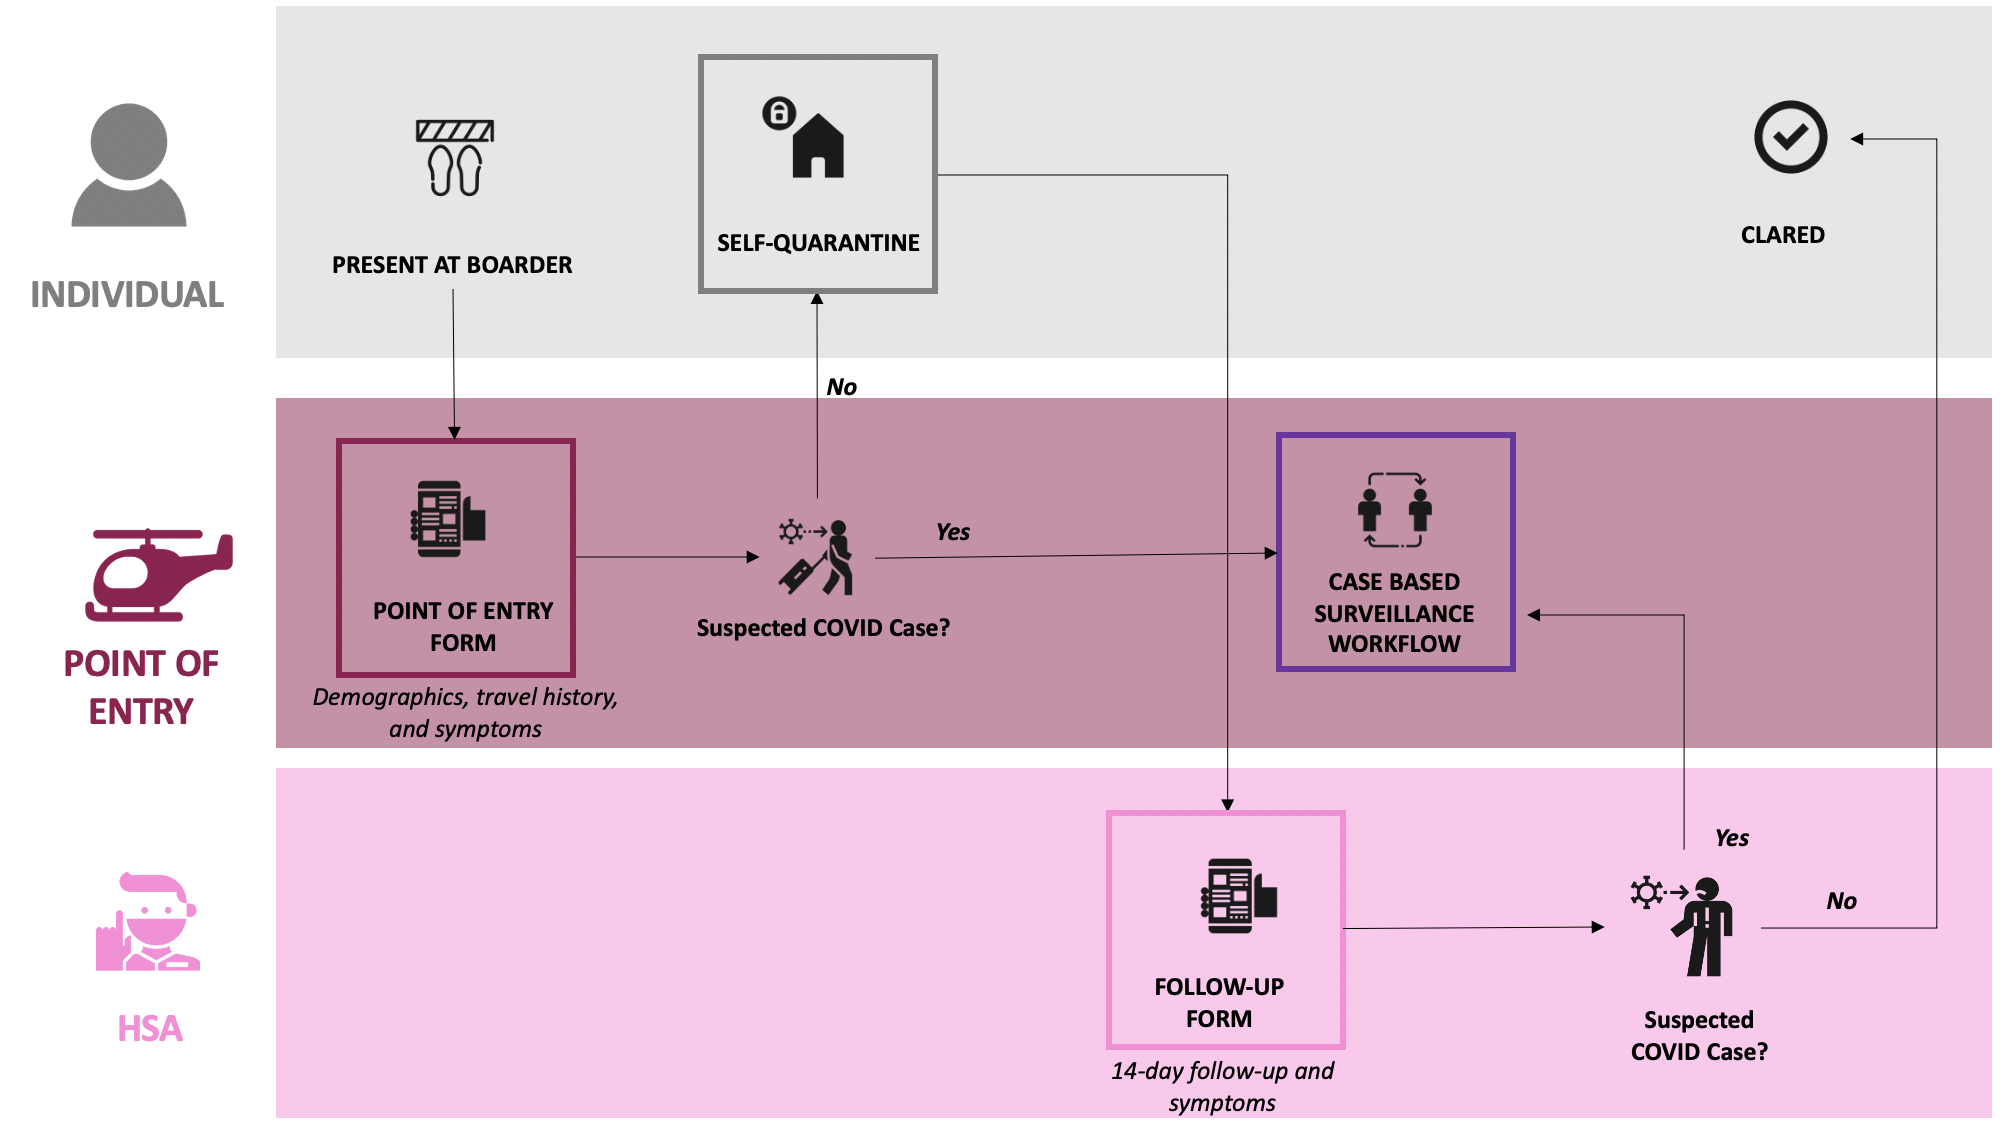 INDIVIDUAL
PRESENT AT BOARDER
SELF-QUARANTINE
CLARED
No
POINT OF
ENTRY
POINT OF ENTRY
FORM
Demographics, travel history,
and symptoms
Suspected COVID Case?
Yes
CASE BASED
SURVEILLANCE
WORKFLOW
HSA
FOLLOW-UP
FORM
14-day follow-up and
symptoms
Yes
No
Suspected
COVID Case?